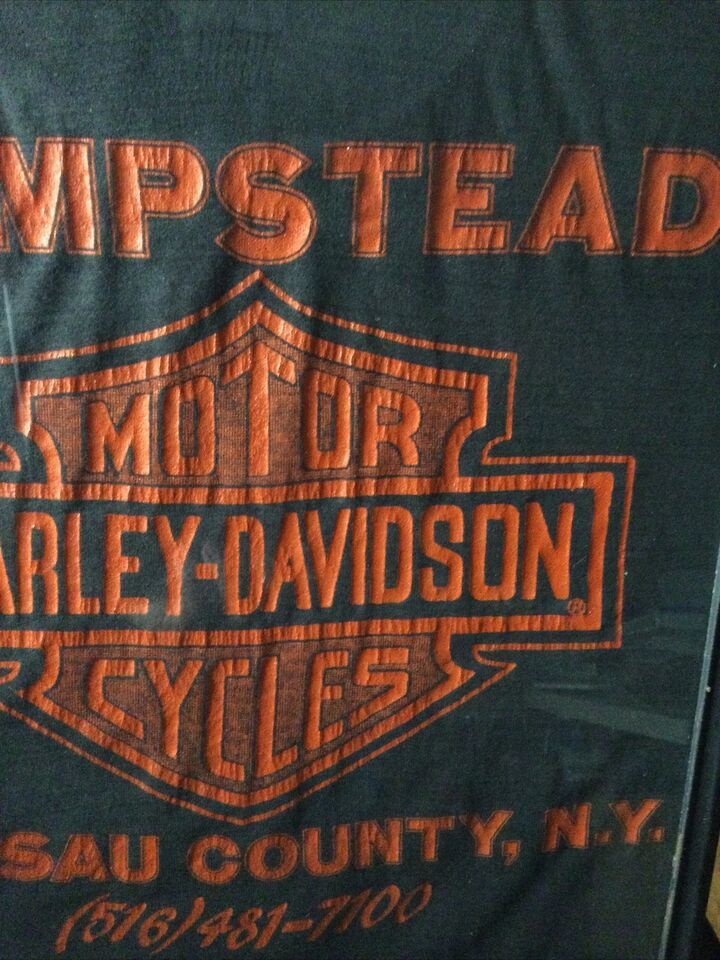 MPSTEAD
MOTOR
ARLEY-DAVIDSON®
CYCLES
SAU COUNTY, N.Y.
(516)481-7100